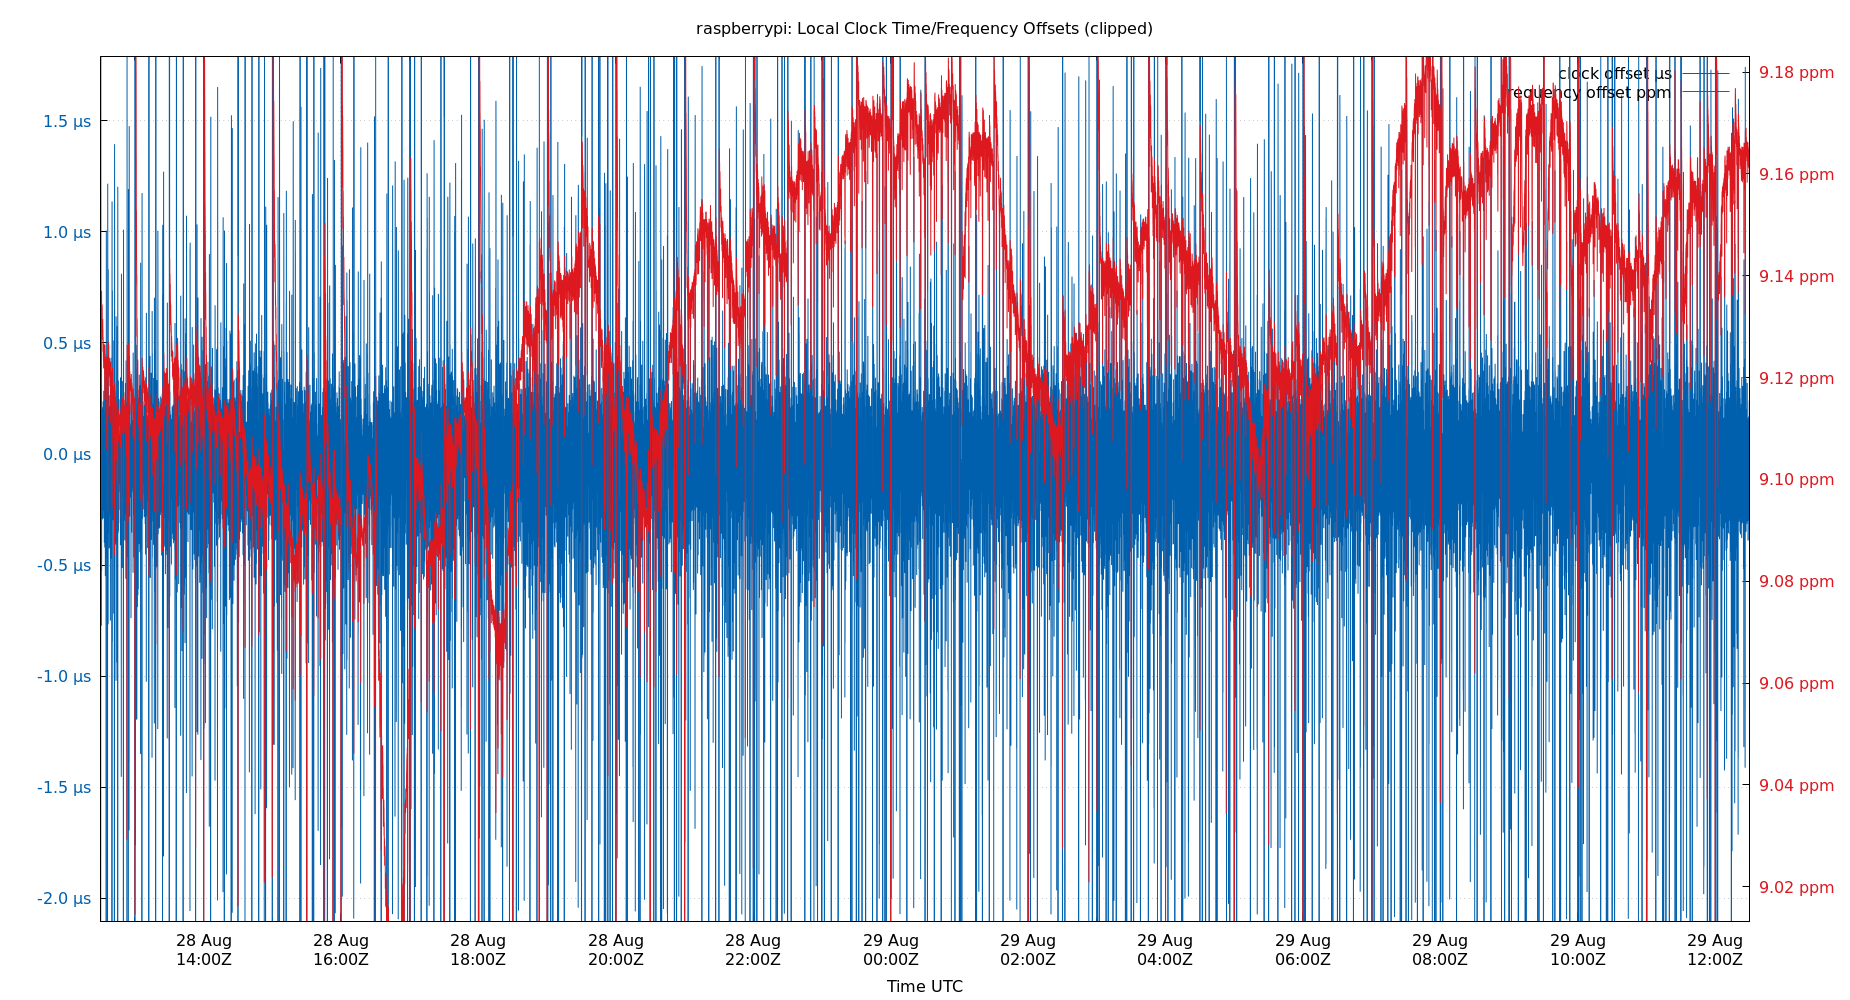 raspberrypi: Local Clock Time/Frequency Offsets (clipped)
clock offset µs
frequency offset ppm
1.5 µs
1.0 µs
0.5 µs
0.0 µs
-0.5 µs
-1.0 µs
-1.5 µs
-2.0 µs
9.18 ppm
9.16 ppm
9.14 ppm
9.12 ppm
9.10 ppm
9.08 ppm
9.06 ppm
9.04 ppm
9.02 ppm
28 Aug 28 Aug 28 Aug 28 Aug 28 Aug 29 Aug 29 Aug 29 Aug 29 Aug 29 Aug 29 Aug 29 Aug
14:00Z 16:00Z 18:00Z 20:00Z 22:00Z 00:00Z 02:00Z 04:00Z 06:00Z 08:00Z 10:00Z 12:00Z
Time UTC